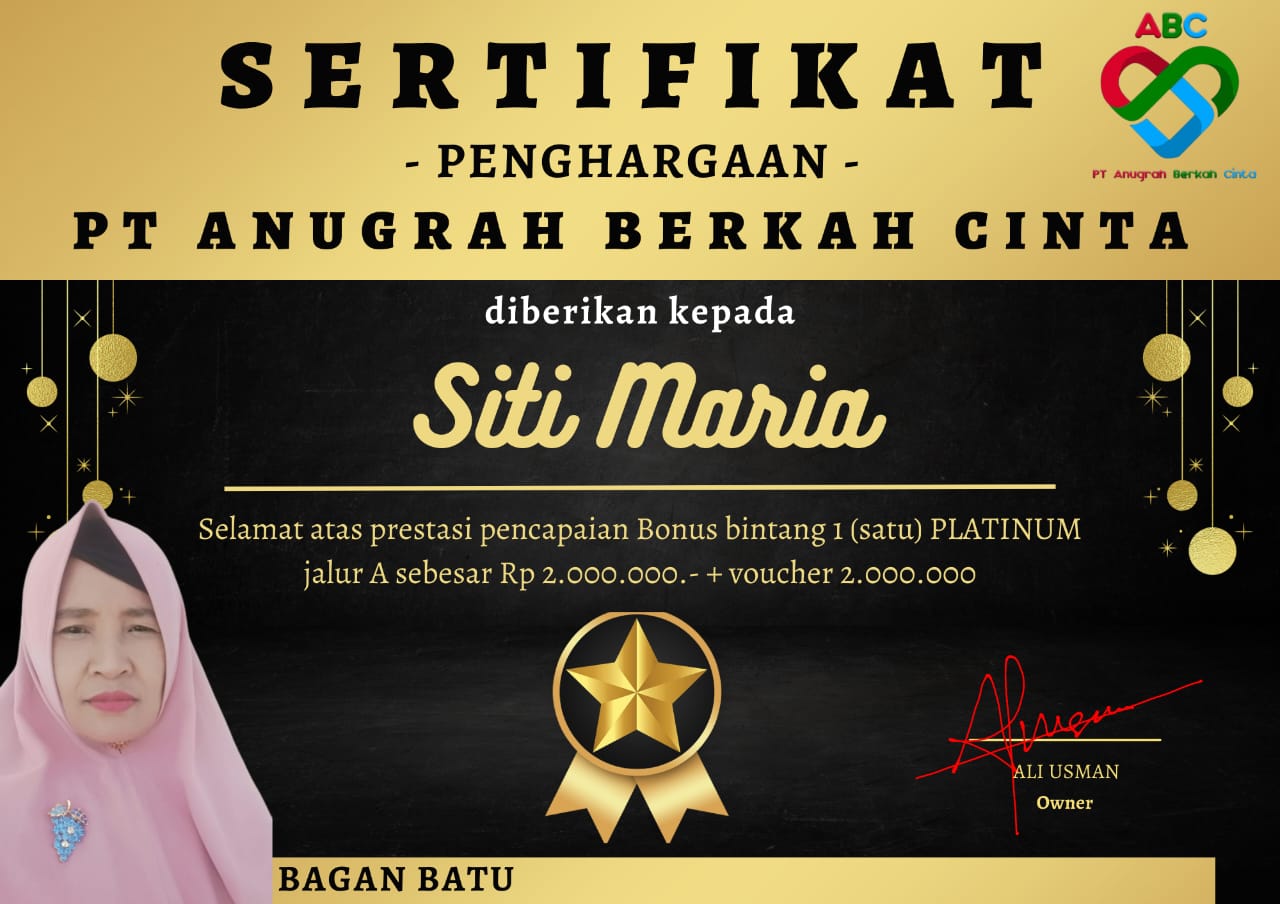 SERTIFIKAT
ABC
- PENGHARGAAN -
PT Anugrah Berkah Cinta
PT ANUGRAH BERKAH CINTA
diberikan kepada
Siti Maria
Selamat atas prestasi pencapaian Bonus bintang 1 (satu) PLATINUM
jalur A sebesar Rp 2.000.000.- + voucher 2.000.000
ALI USMAN
Owner
BAGAN BATU